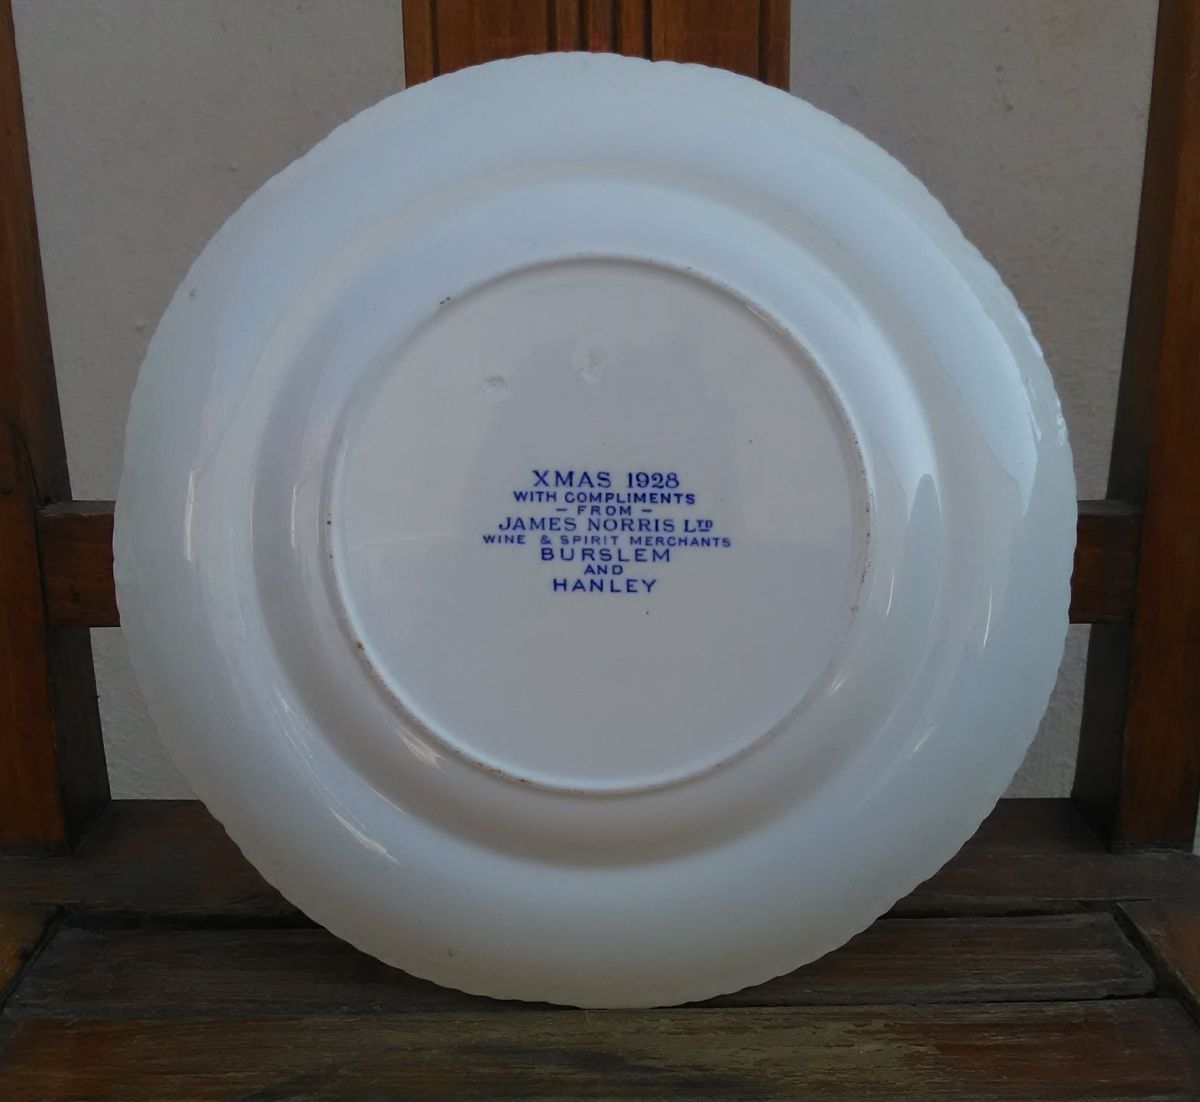 XMAS 1928
WITH COMPLIMENTS
- FROM -
JAMES NORRIS LTD
WINE & SPIRIT MERCHANTS
BURSLEM
AND
HANLEY